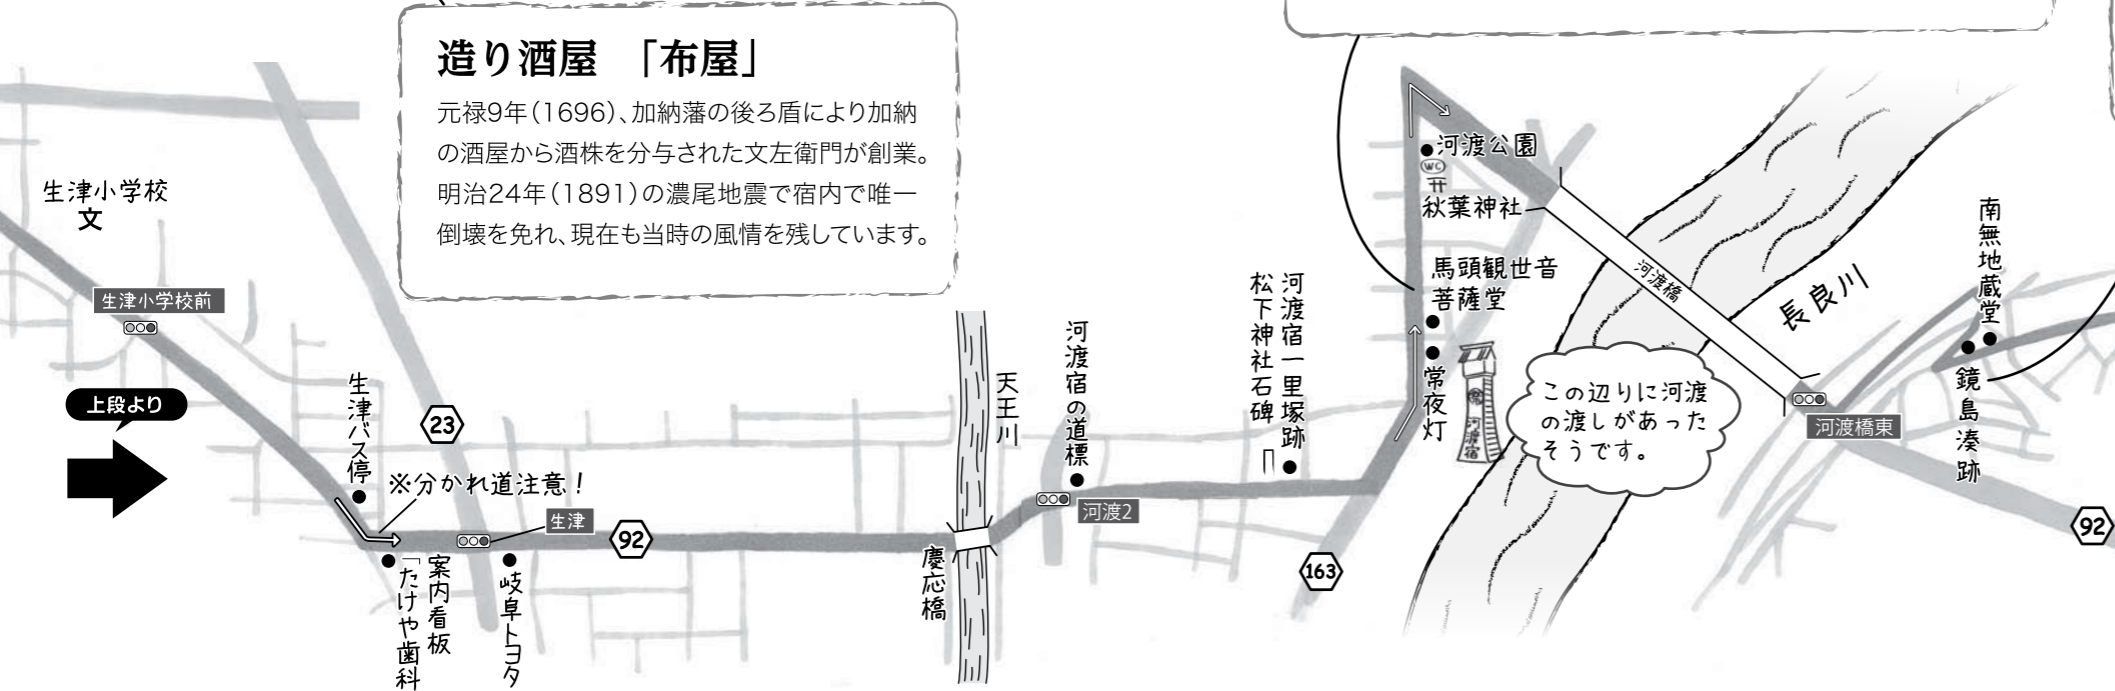 造り酒屋 「布屋」
元禄9年(1696)、加納藩の後ろ盾により加納
の酒屋から酒株を分与された文左衛門が創業。
明治24年(1891)の濃尾地震で宿内で唯一
倒壊を免れ、現在も当時の風情を残しています。
生津小学校
文
生津小学校前
上段より
生津バス停
23
※分かれ道注意!
生津
92
案内看板
「たけや歯科
岐阜トヨタ
慶応橋
天王川
河渡宿の道標
河渡2
河渡宿一里塚跡
松下神社石碑
163
河渡公園
WC
秋葉神社
馬頭観世音
菩薩堂
常夜灯
河渡宿
河渡橋
長良川
この辺りに河渡
の渡しがあった
そうです。
河渡橋東
南無地蔵堂
鏡島湊跡
92